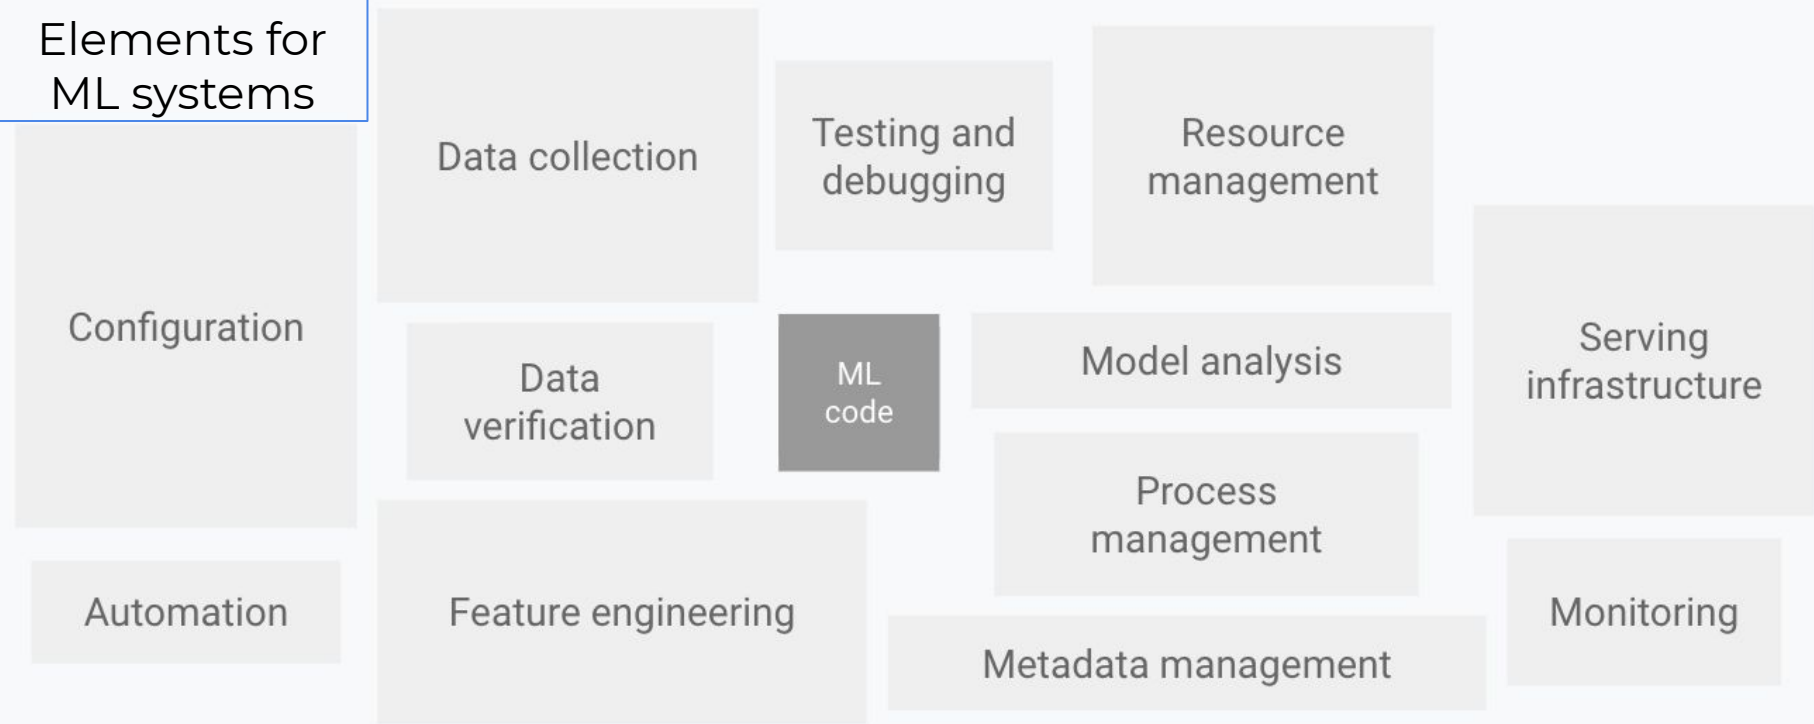 Elements for
ML systems
Data collection
Testing and
debugging
Resource
management
Configuration
Data
verification
ML
code
Model analysis
Serving
infrastructure
Process
management
Automation
Feature engineering
Metadata management
Monitoring